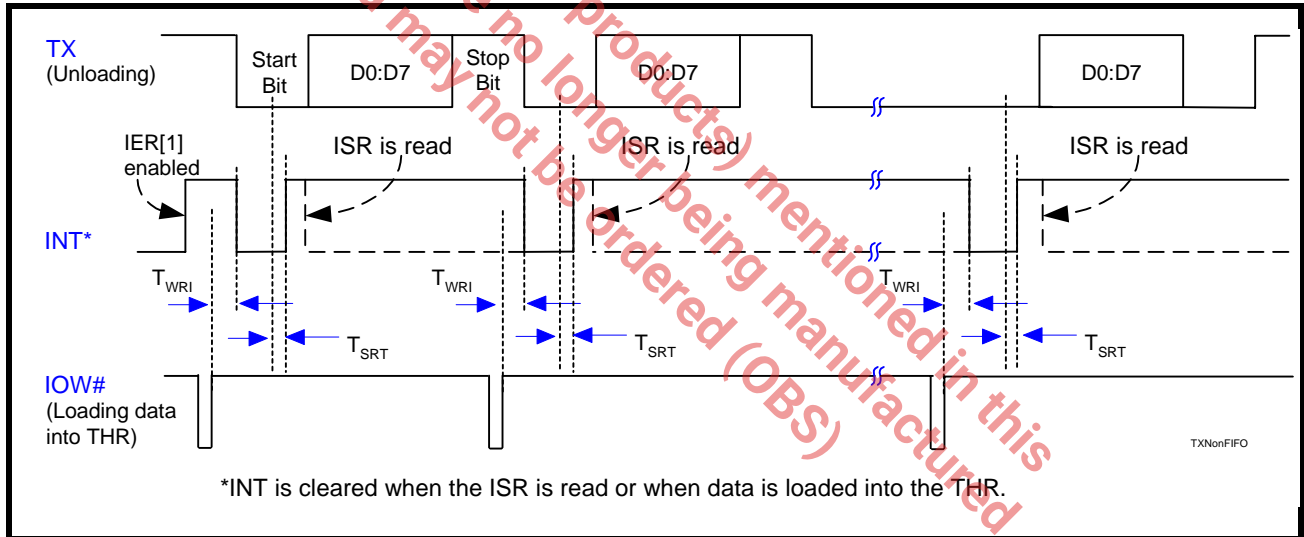 TX
(Unloading)
Start
Bit
D0:D7
Stop
Bit
D0:D7
D0:D7
IER[1]
enabled
ISR is read
ISR is read
ISR is read
INT*
TWRI
TWRI
TWRI
TSRT
TSRT
TSRT
IOW#
(Loading data
into THR)
TXNonFIFO
*INT is cleared when the ISR is read or when data is loaded into the THR.
products) mentioned in this
no longer being manufactured
may not be ordered (OBS)